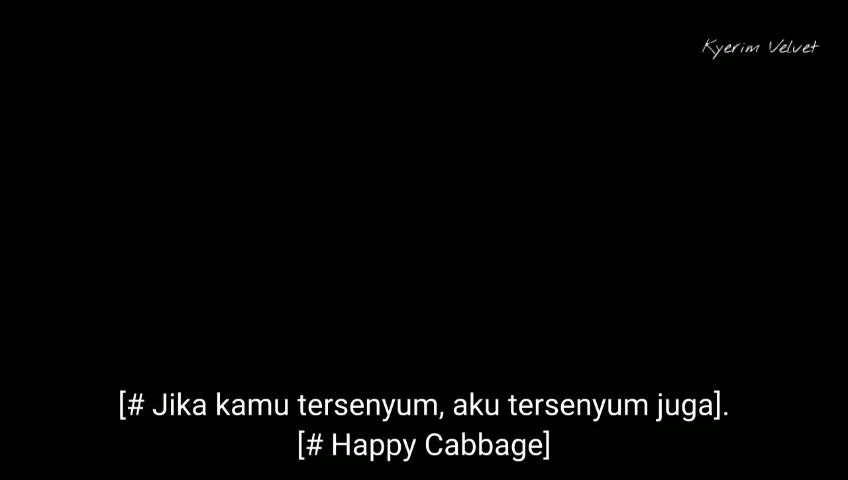 Kyerim Velvet
[# Jika kamu tersenyum, aku tersenyum juga].
[# Happy Cabbage]